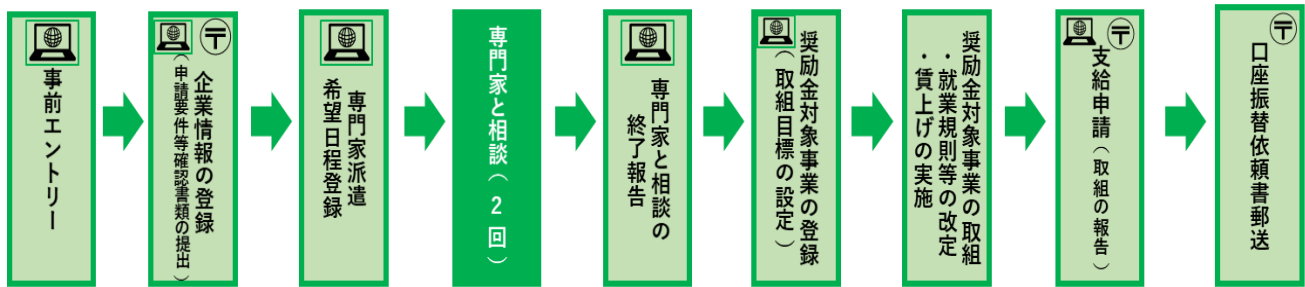 事前エントリー
〒
企業情報の登録
（申請要件等確認書類の提出）
専門家派遣
希望日程登録
専門家と相談（2回）
専門家と相談の
終了報告
奨励金対象事業の登録
（取組目標の設定）
奨励金対象事業の取組
・就業規則等の改定
・賃上げの実施
〒
支給申請（取組の報告）
〒
口座振替依頼書郵送